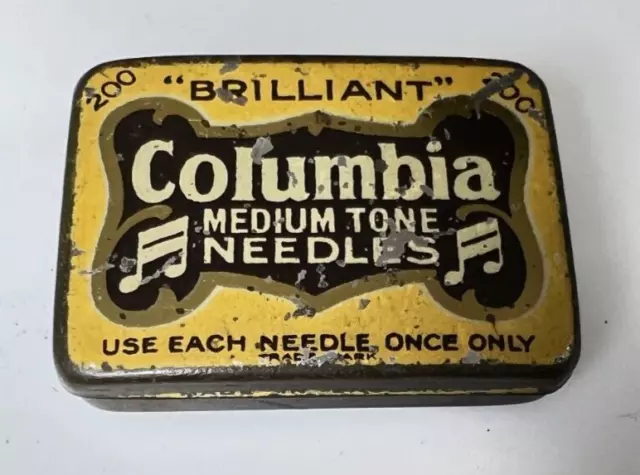 200 "BRILLIANT" 200
Columbia
MEDIUM TONE
NEEDLES
USE EACH NEEDLE ONCE ONLY
TRADE MARK